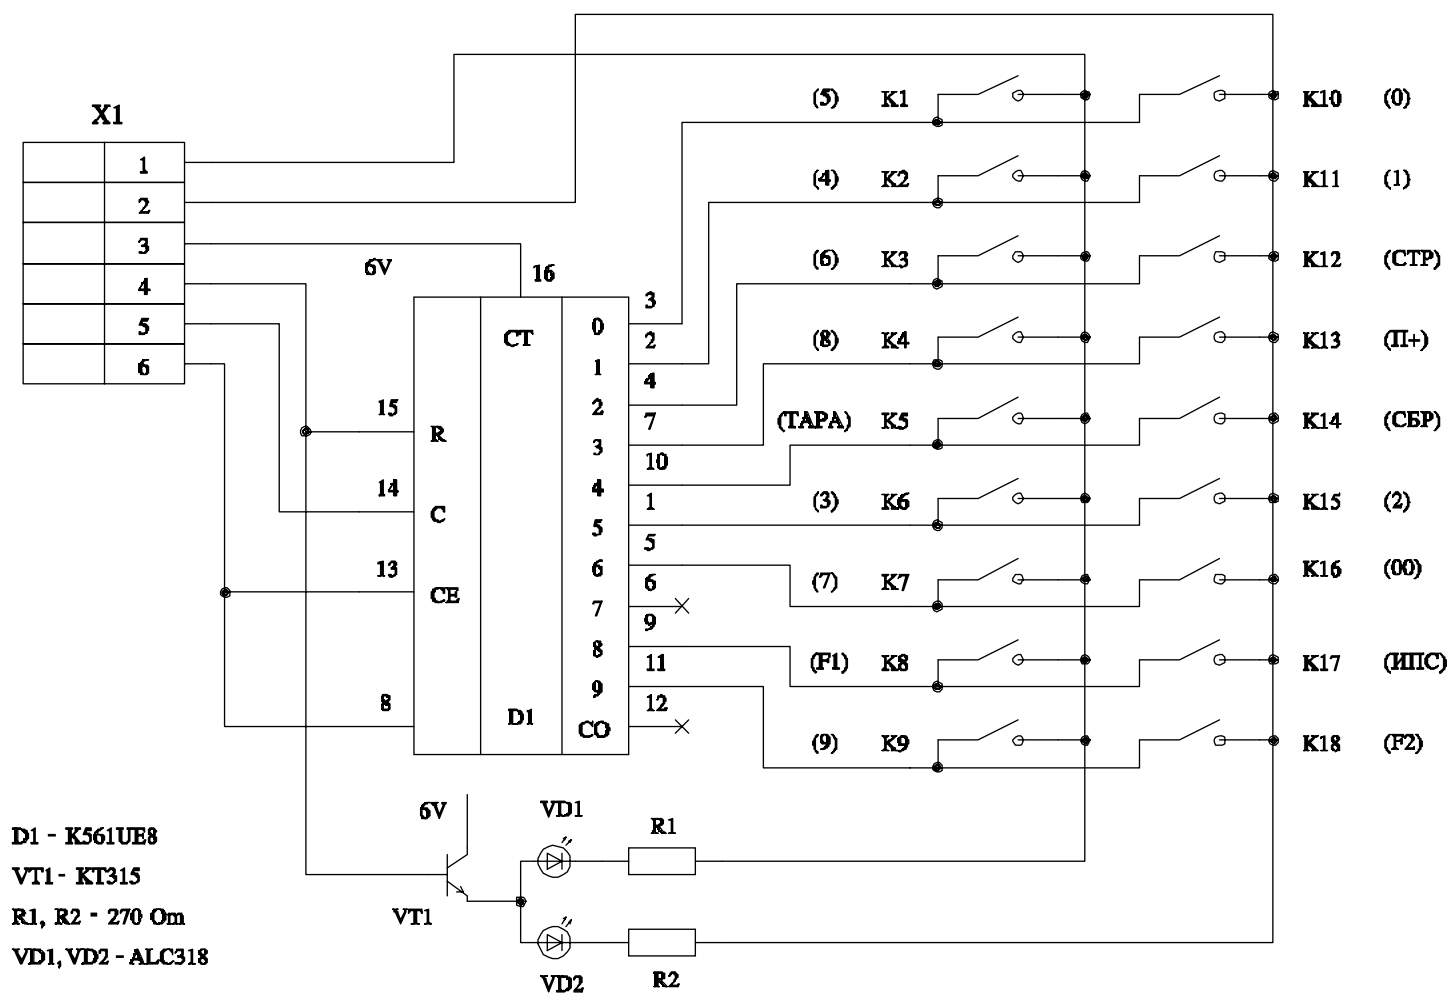 X1
1
2
3
4
5
6
6V
16
15
14
13
8
R
C
CE
CT
D1
0
1
2
3
4
5
6
7
8
9
CO
3
2
4
7
10
1
5
6
9
11
12
(5) K1
(4) K2
(6) K3
(8) K4
(ТАРА) K5
(3) K6
(7) K7
(F1) K8
(9) K9
K10 (0)
K11 (1)
K12 (СТР)
K13 (П+)
K14 (СБР)
K15 (2)
K16 (00)
K17 (ИПС)
K18 (F2)
6V
VT1
VD1
R1
VD2
R2
D1 - K561UE8
VT1 - KT315
R1, R2 - 270 Om
VD1, VD2 - ALC318